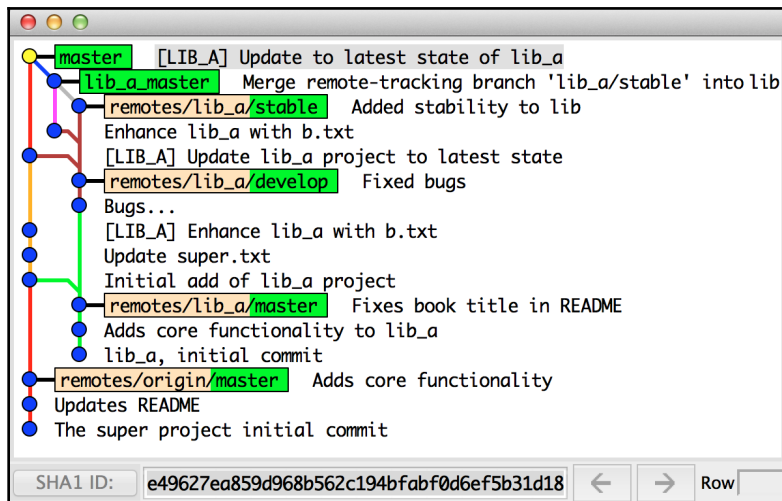 master [LIB_A] Update to latest state of lib_a
lib_a_master Merge remote-tracking branch 'lib_a/stable' into lib
remotes/lib_a/stable Added stability to lib
Enhance lib_a with b.txt
[LIB_A] Update lib_a project to latest state
remotes/lib_a/develop Fixed bugs
Bugs...
[LIB_A] Enhance lib_a with b.txt
Update super.txt
Initial add of lib_a project
remotes/lib_a/master Fixes book title in README
Adds core functionality to lib_a
lib_a, initial commit
remotes/origin/master Adds core functionality
Updates README
The super project initial commit
SHA1 ID: e49627ea859d968b562c194bfabf0d6ef5b31d18 Row